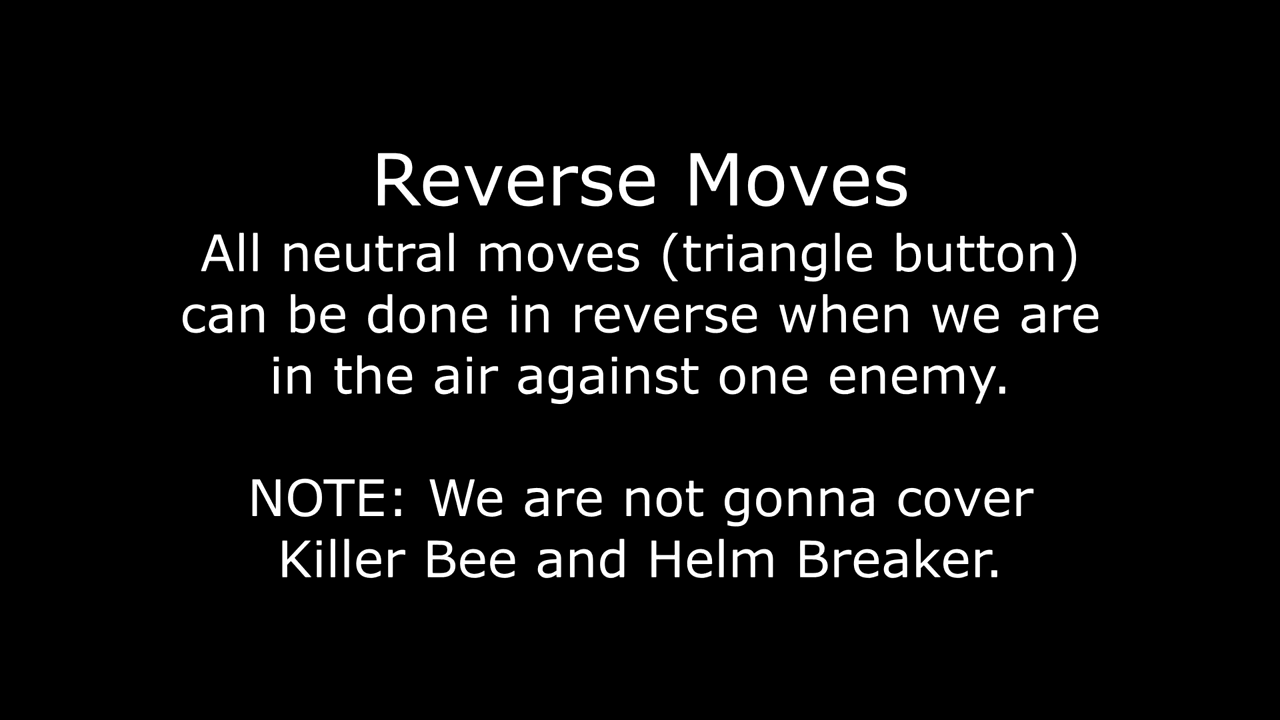 Reverse Moves
All neutral moves (triangle button)
can be done in reverse when we are
in the air against one enemy.
NOTE: We are not gonna cover
Killer Bee and Helm Breaker.